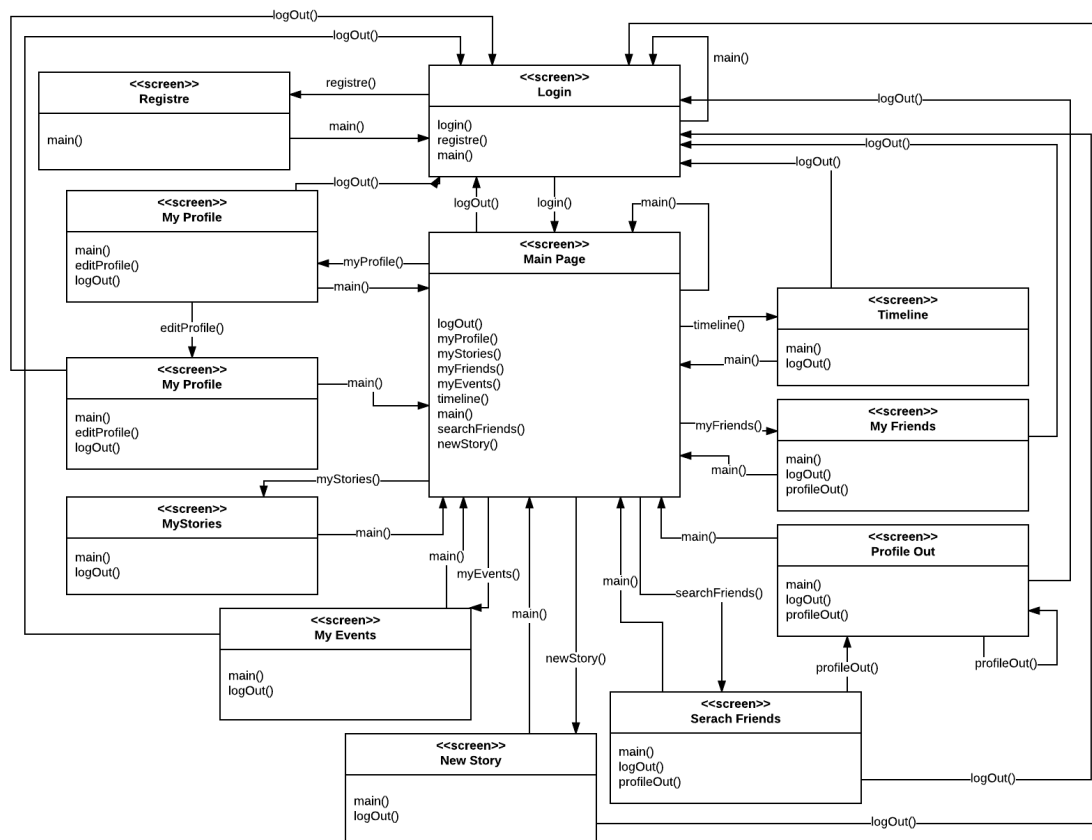 logOut()
logOut()
<<screen>>
Login
login()
registre()
main()
main()
registre()
main()
<<screen>>
Registre
main()
logOut()
logOut()
logOut()
logOut()
logOut()
login()
main()
<<screen>>
My Profile
main()
editProfile()
logOut()
myProfile()
main()
<<screen>>
Main Page
logOut()
myProfile()
myStories()
myFriends()
myEvents()
timeline()
main()
searchFriends()
newStory()
timeline()
main()
<<screen>>
Timeline
main()
logOut()
editProfile()
<<screen>>
My Profile
main()
editProfile()
logOut()
main()
myFriends()
main()
<<screen>>
My Friends
main()
logOut()
profileOut()
myStories()
<<screen>>
MyStories
main()
logOut()
main()
main()
myEvents()
main()
newStory()
main()
searchFriends()
main()
<<screen>>
Profile Out
main()
logOut()
profileOut()
profileOut()
profileOut()
<<screen>>
My Events
main()
logOut()
<<screen>>
Serach Friends
main()
logOut()
profileOut()
logOut()
<<screen>>
New Story
main()
logOut()
logOut()